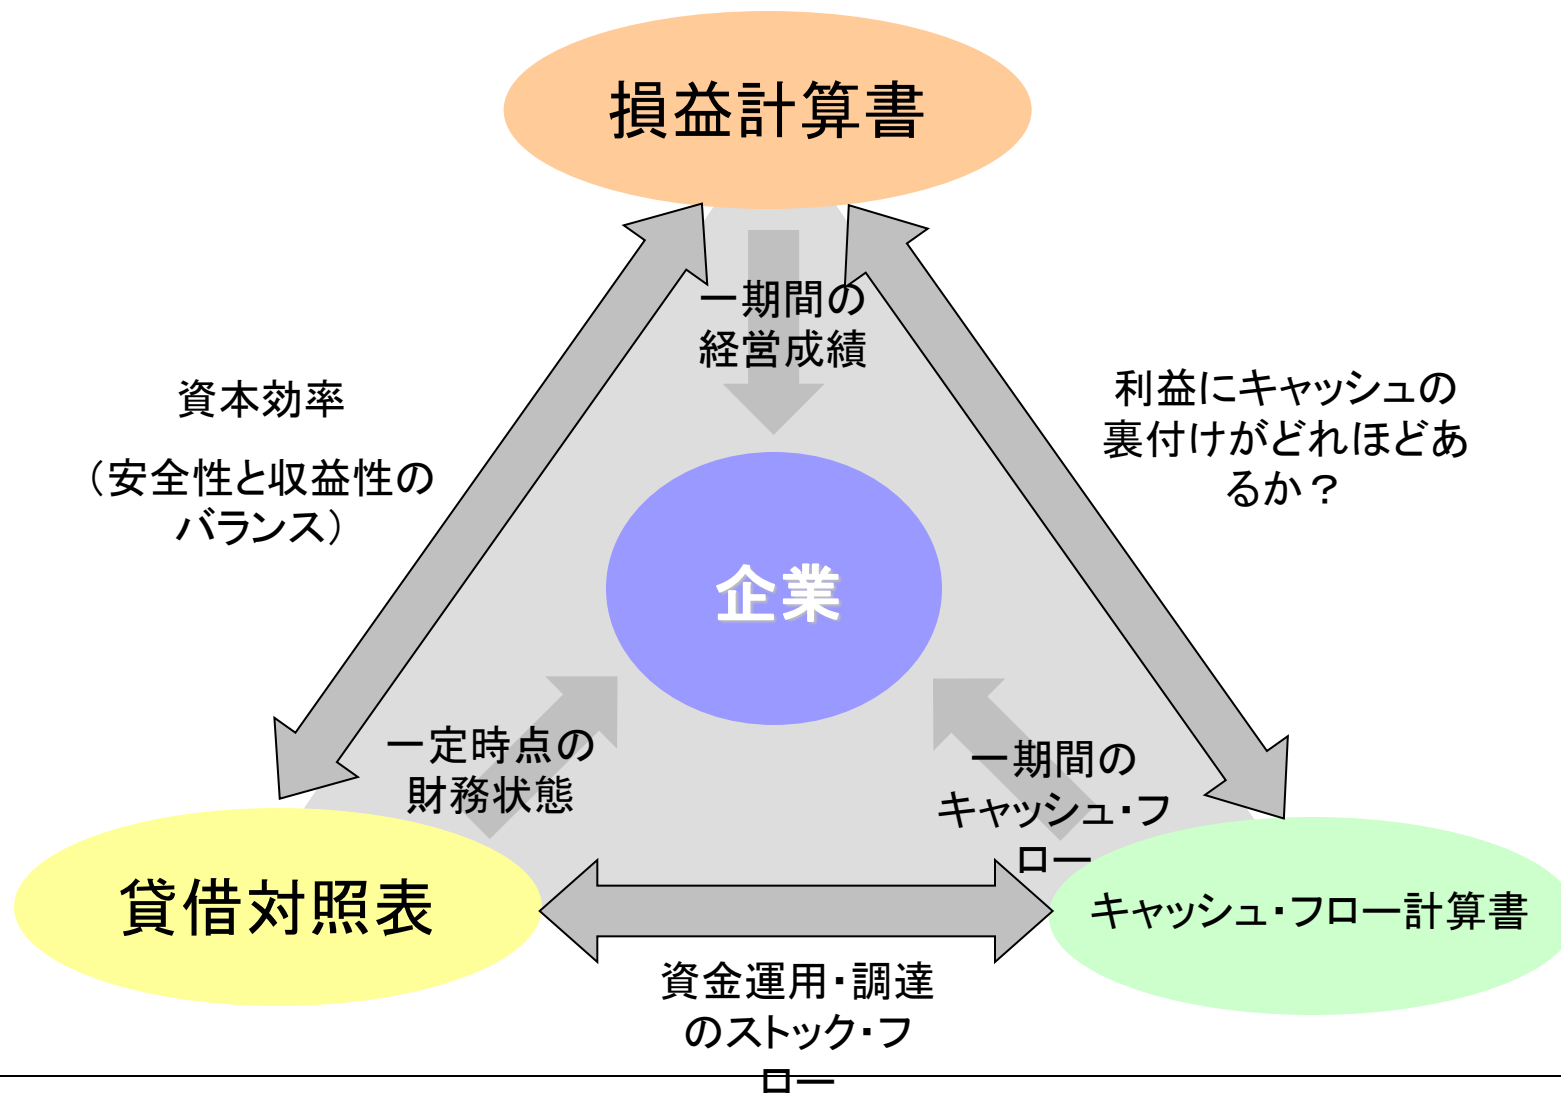 損益計算書
一期間の
経営成績
資本効率
（安全性と収益性の
バランス）
利益にキャッシュの
裏付けがどれほどあ
るか？
企業
一定時点の
財務状態
一期間の
キャッシュ・フ
ロー
貸借対照表
キャッシュ・フロー計算書
資金運用・調達
のストック・フ
ロー